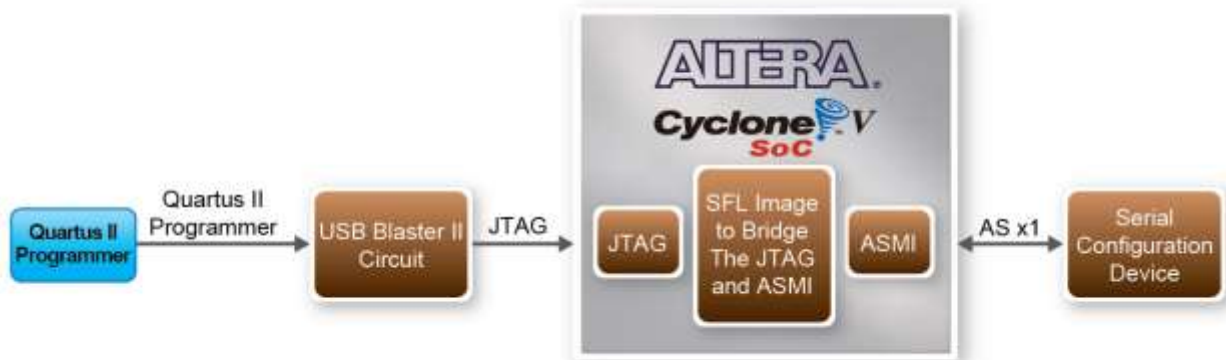 ALTERA®
Cyclone® V
SoC
Quartus II
Programmer
Quartus II
Programmer
USB Blaster II
Circuit
JTAG
JTAG
SFL Image
to Bridge
The JTAG
and ASMI
ASMI
AS x1
Serial
Configuration
Device